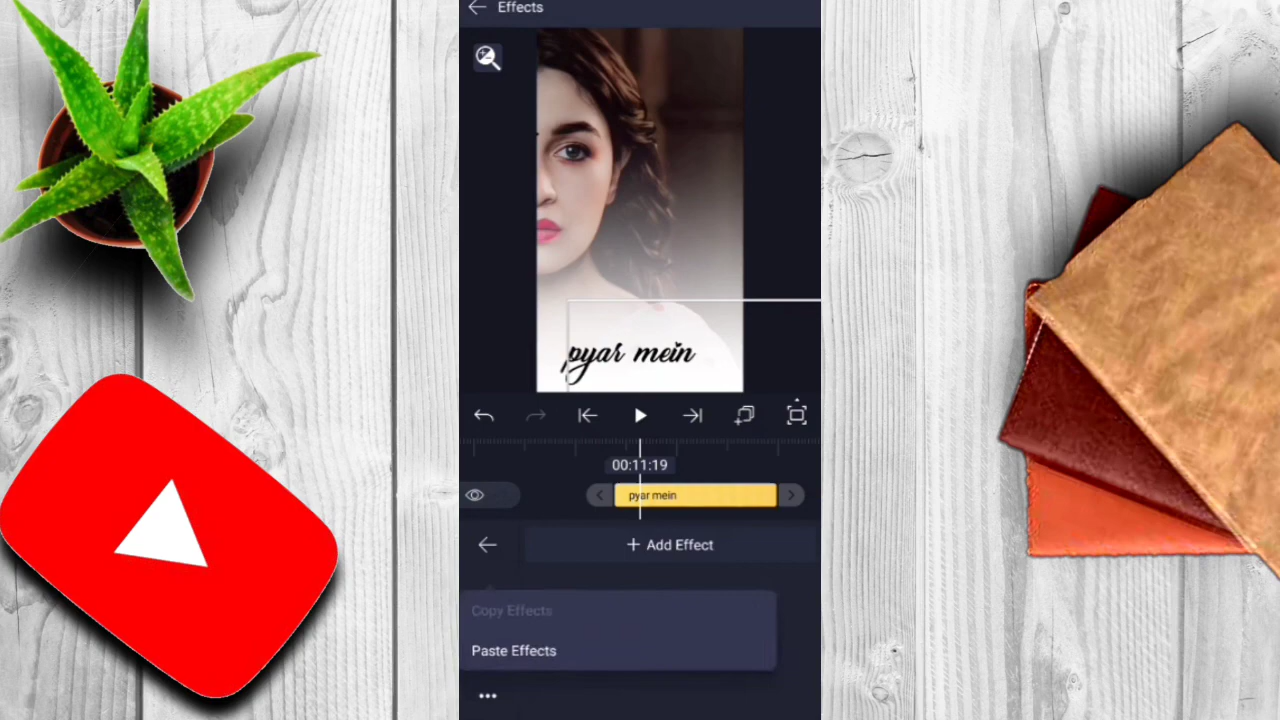 Effects
pyar mein
00:11:19
pyar mein
+ Add Effect
Copy Effects
Paste Effects